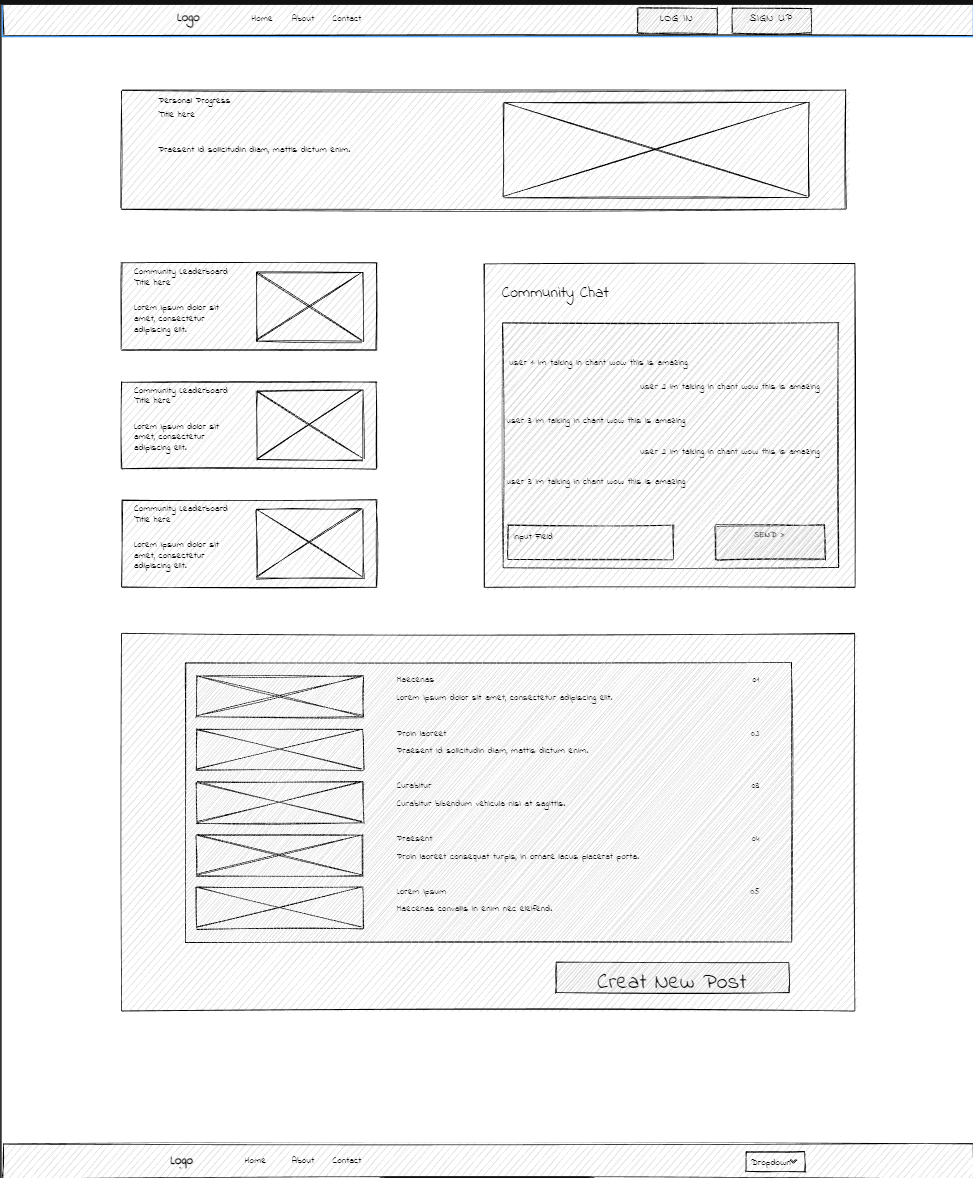 Logo Home About Contact LOG IN SIGN UP
Personal Progress
Title here
Praesent id sollicitudin diam, mattis dictum enim.
Community Leaderboard
Title here
Lorem ipsum dolor sit
amet, consectetur
adipiscing elit.
Community Leaderboard
Title here
Lorem ipsum dolor sit
amet, consectetur
adipiscing elit.
Community Leaderboard
Title here
Lorem ipsum dolor sit
amet, consectetur
adipiscing elit.
Community Chat
user 1 im talking in chant wow this is amazing
user 2 im talking in chant wow this is amazing
user 3 im talking in chant wow this is amazing
user 2 im talking in chant wow this is amazing
user 3 im talking in chant wow this is amazing
Input Field SEND >
Maecenas 01
Lorem ipsum dolor sit amet, consectetur adipiscing elit.
Proin laoreet 02
Praesent id sollicitudin diam, mattis dictum enim.
Curabitur 03
Curabitur bibendum vehicula nisi at sagittis.
Praesent 04
Proin laoreet consequat turpis, in ornare lacus placerat porta.
Lorem ipsum 05
Maecenas convallis in enim nec eleifend.
Creat New Post
Logo Home About Contact Dropdown